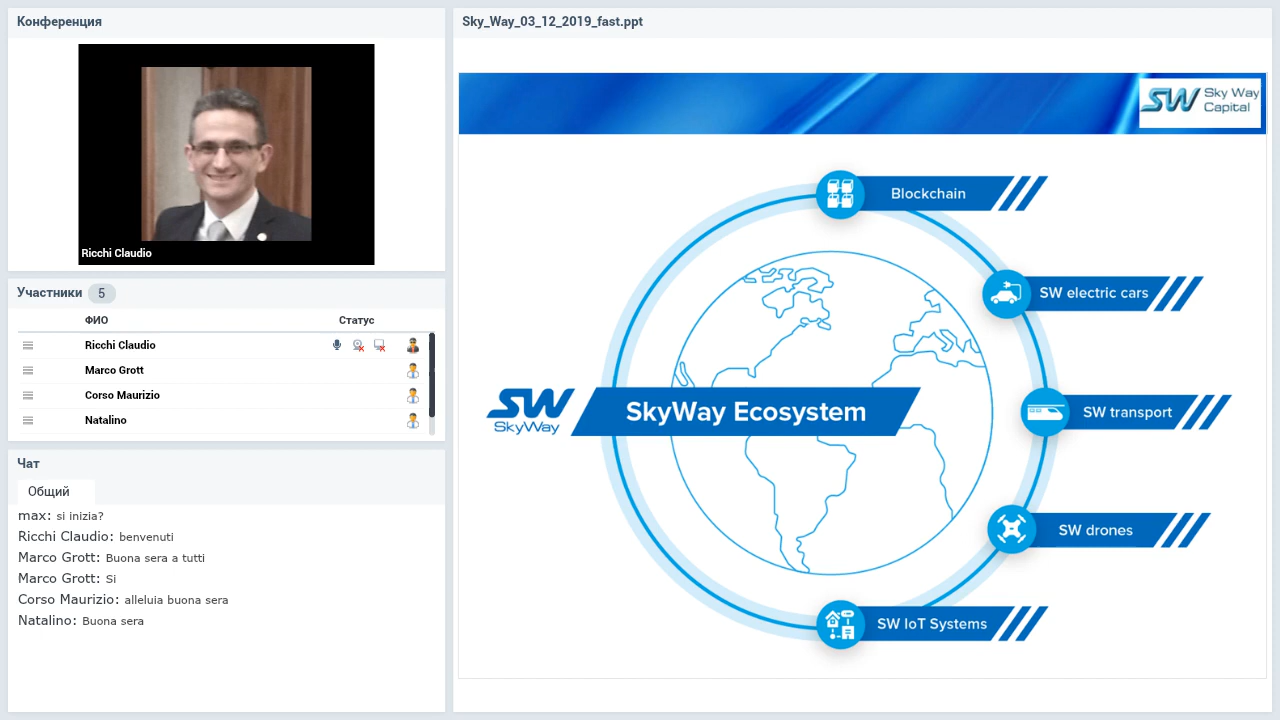 Конференция
Ricchi Claudio
Участники 5
ФИО Статус
Ricchi Claudio
Marco Grott
Corso Maurizio
Natalino
Чат
Общий
max: si inizia?
Ricchi Claudio: benvenuti
Marco Grott: Buona sera a tutti
Marco Grott: Si
Corso Maurizio: alleluia buona sera
Natalino: Buona sera
Sky_Way_03_12_2019_fast.ppt
SW Sky Way
Capital
Blockchain
SW electric cars
SW SkyWay
SkyWay Ecosystem
SW transport
SW drones
SW IoT Systems